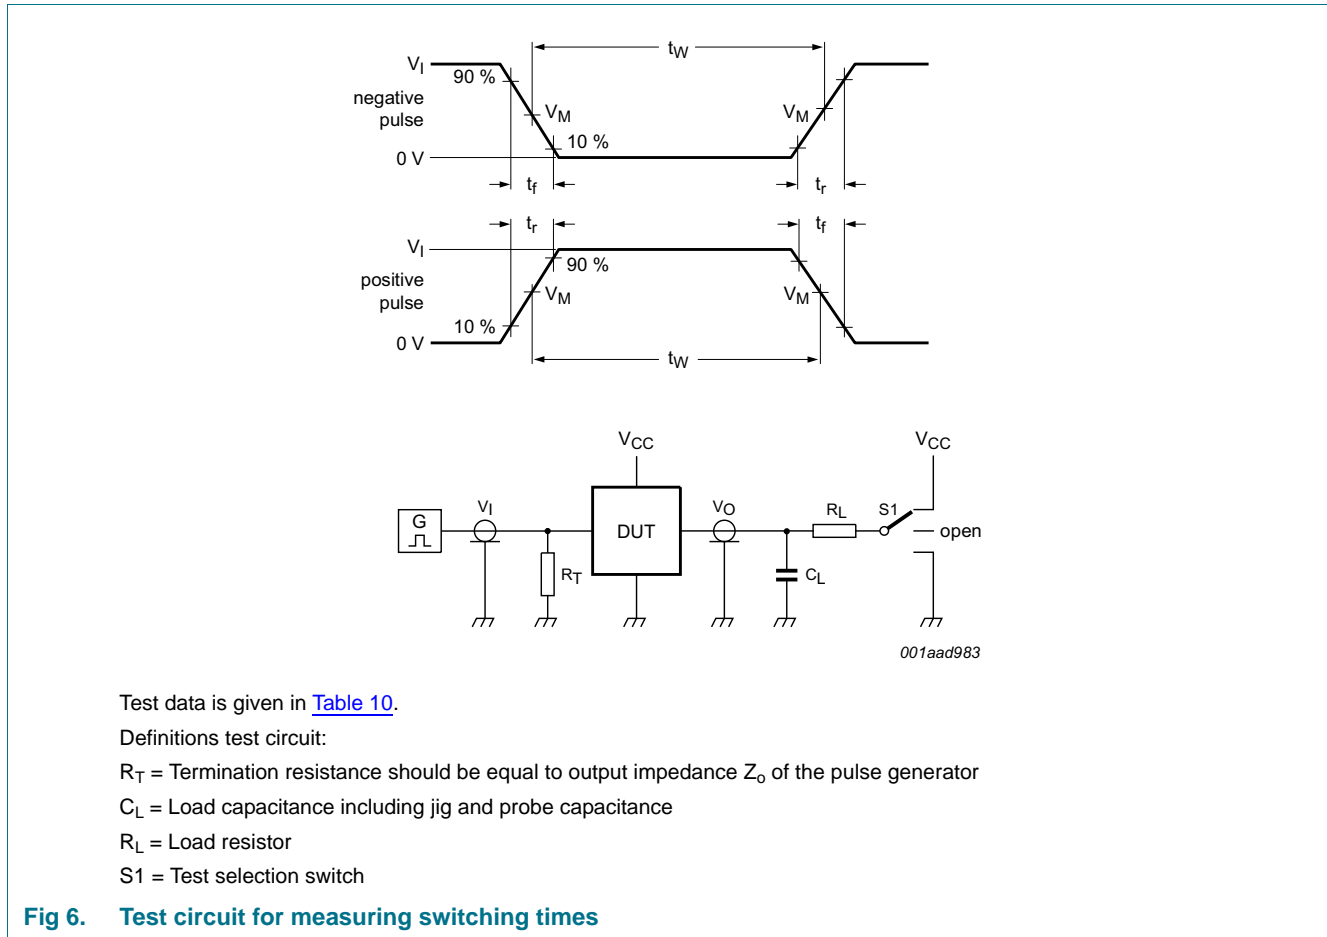 tW
VI
90 %
negative
pulse
VM
VM
10 %
0 V
tf
tr
tr
tf
VI
90 %
positive
pulse
VM
VM
10 %
0 V
tW
VCC
VCC
G
VI
DUT
VO
RL
S1
open
RT
CL
001aad983
Test data is given in Table 10.
Definitions test circuit:
RT = Termination resistance should be equal to output impedance Zo of the pulse generator
CL = Load capacitance including jig and probe capacitance
RL = Load resistor
S1 = Test selection switch
Fig 6. Test circuit for measuring switching times